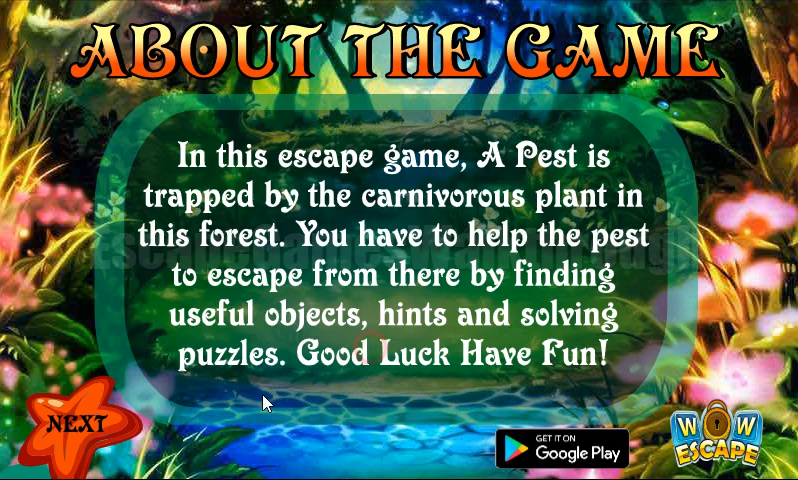 ABOUT THE GAME
In this escape game, A Pest is
trapped by the carnivorous plant in
this forest. You have to help the pest
to escape from there by finding
useful objects, hints and solving
puzzles. Good Luck Have Fun!
NEXT
GET IT ON
Google Play
WOW
ESCAPE